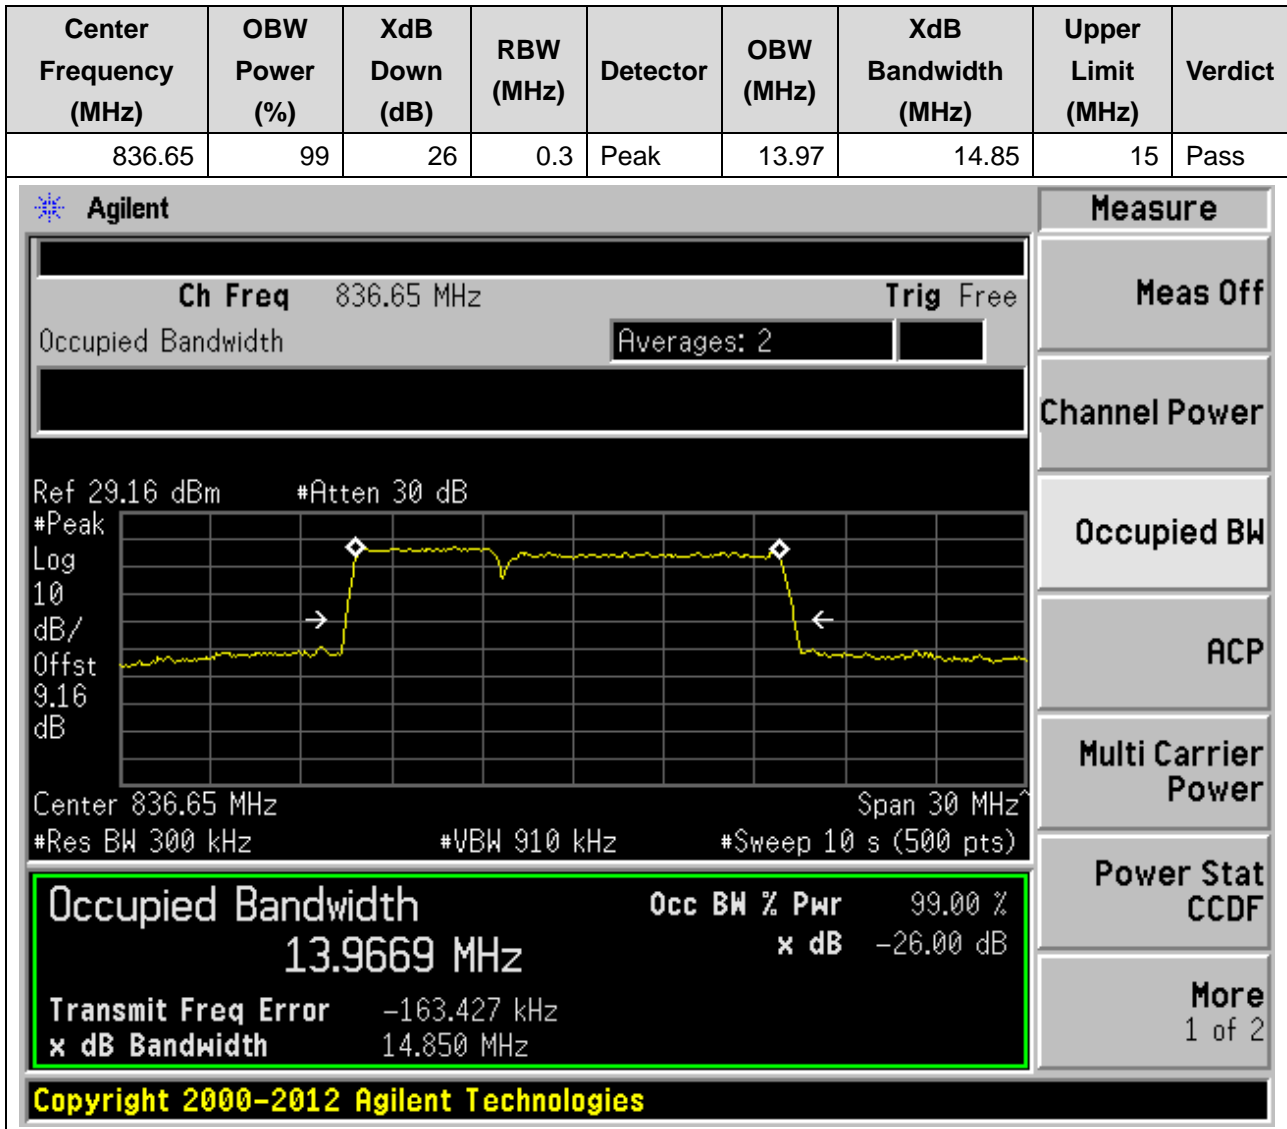 Center Frequency (MHz) OBW Power (%) XdB Down (dB) RBW (MHz) Detector OBW (MHz) XdB Bandwidth (MHz) Upper Limit (MHz) Verdict
836.65 99 26 0.3 Peak 13.97 14.85 15 Pass
Agilent
Measure
Ch Freq 836.65 MHz Trig Free
Meas Off
Occupied Bandwidth Averages: 2
Channel Power
Ref 29.16 dBm #Atten 30 dB
#Peak
Log
10
dB/
Offst
9.16
dB
Occupied BW
ACP
Multi Carrier
Power
Center 836.65 MHz Span 30 MHz^
#Res BW 300 kHz #VBW 910 kHz #Sweep 10 s (500 pts)
Power Stat
CCDF
Occupied Bandwidth Occ BW % Pwr 99.00 %
13.9669 MHz x dB -26.00 dB
Transmit Freq Error -163.427 kHz
x dB Bandwidth 14.850 MHz
More
1 of 2
Copyright 2000-2012 Agilent Technologies